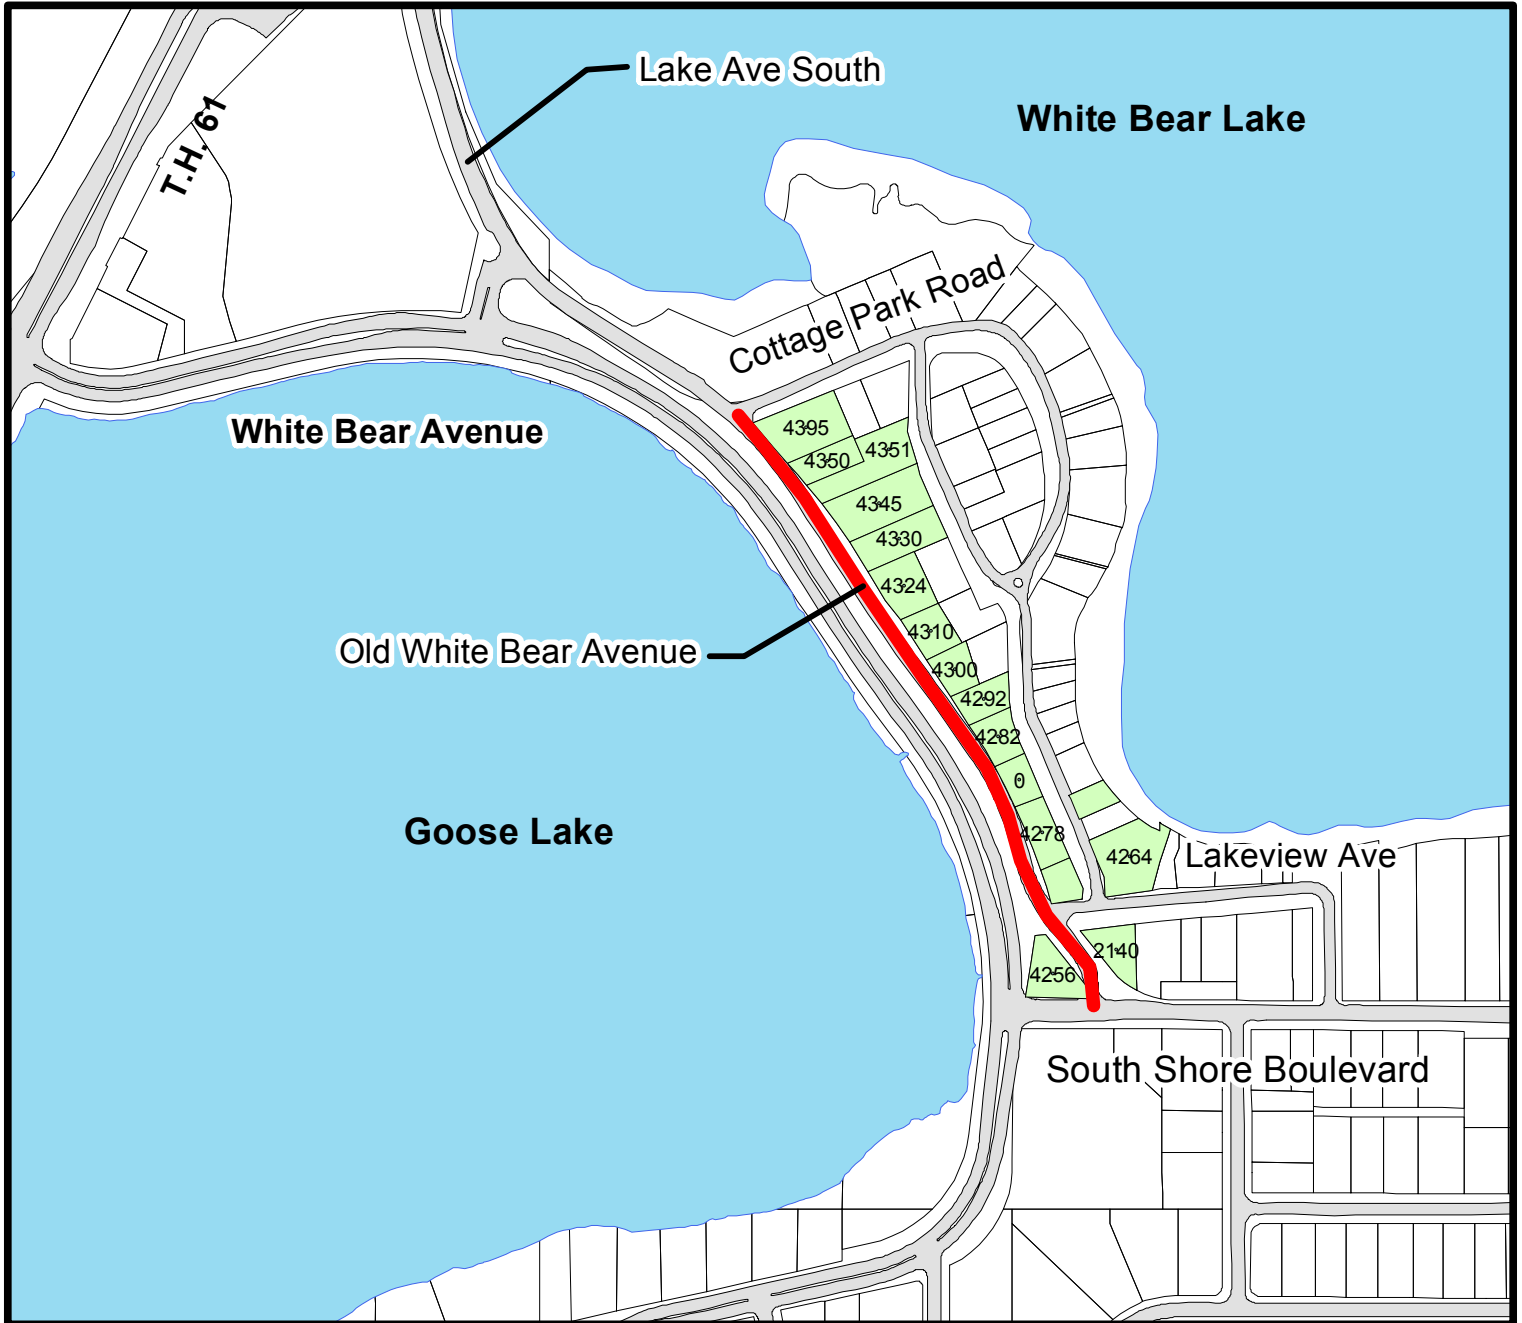 Lake Ave South
White Bear Lake
T.H. 61
Cottage Park Road
White Bear Avenue
4395
4351
4350
4345
4330
4324
4310
Old White Bear Avenue
4300
4292
4282
0
Goose Lake
4278
4264
Lakeview Ave
2140
4256
South Shore Boulevard